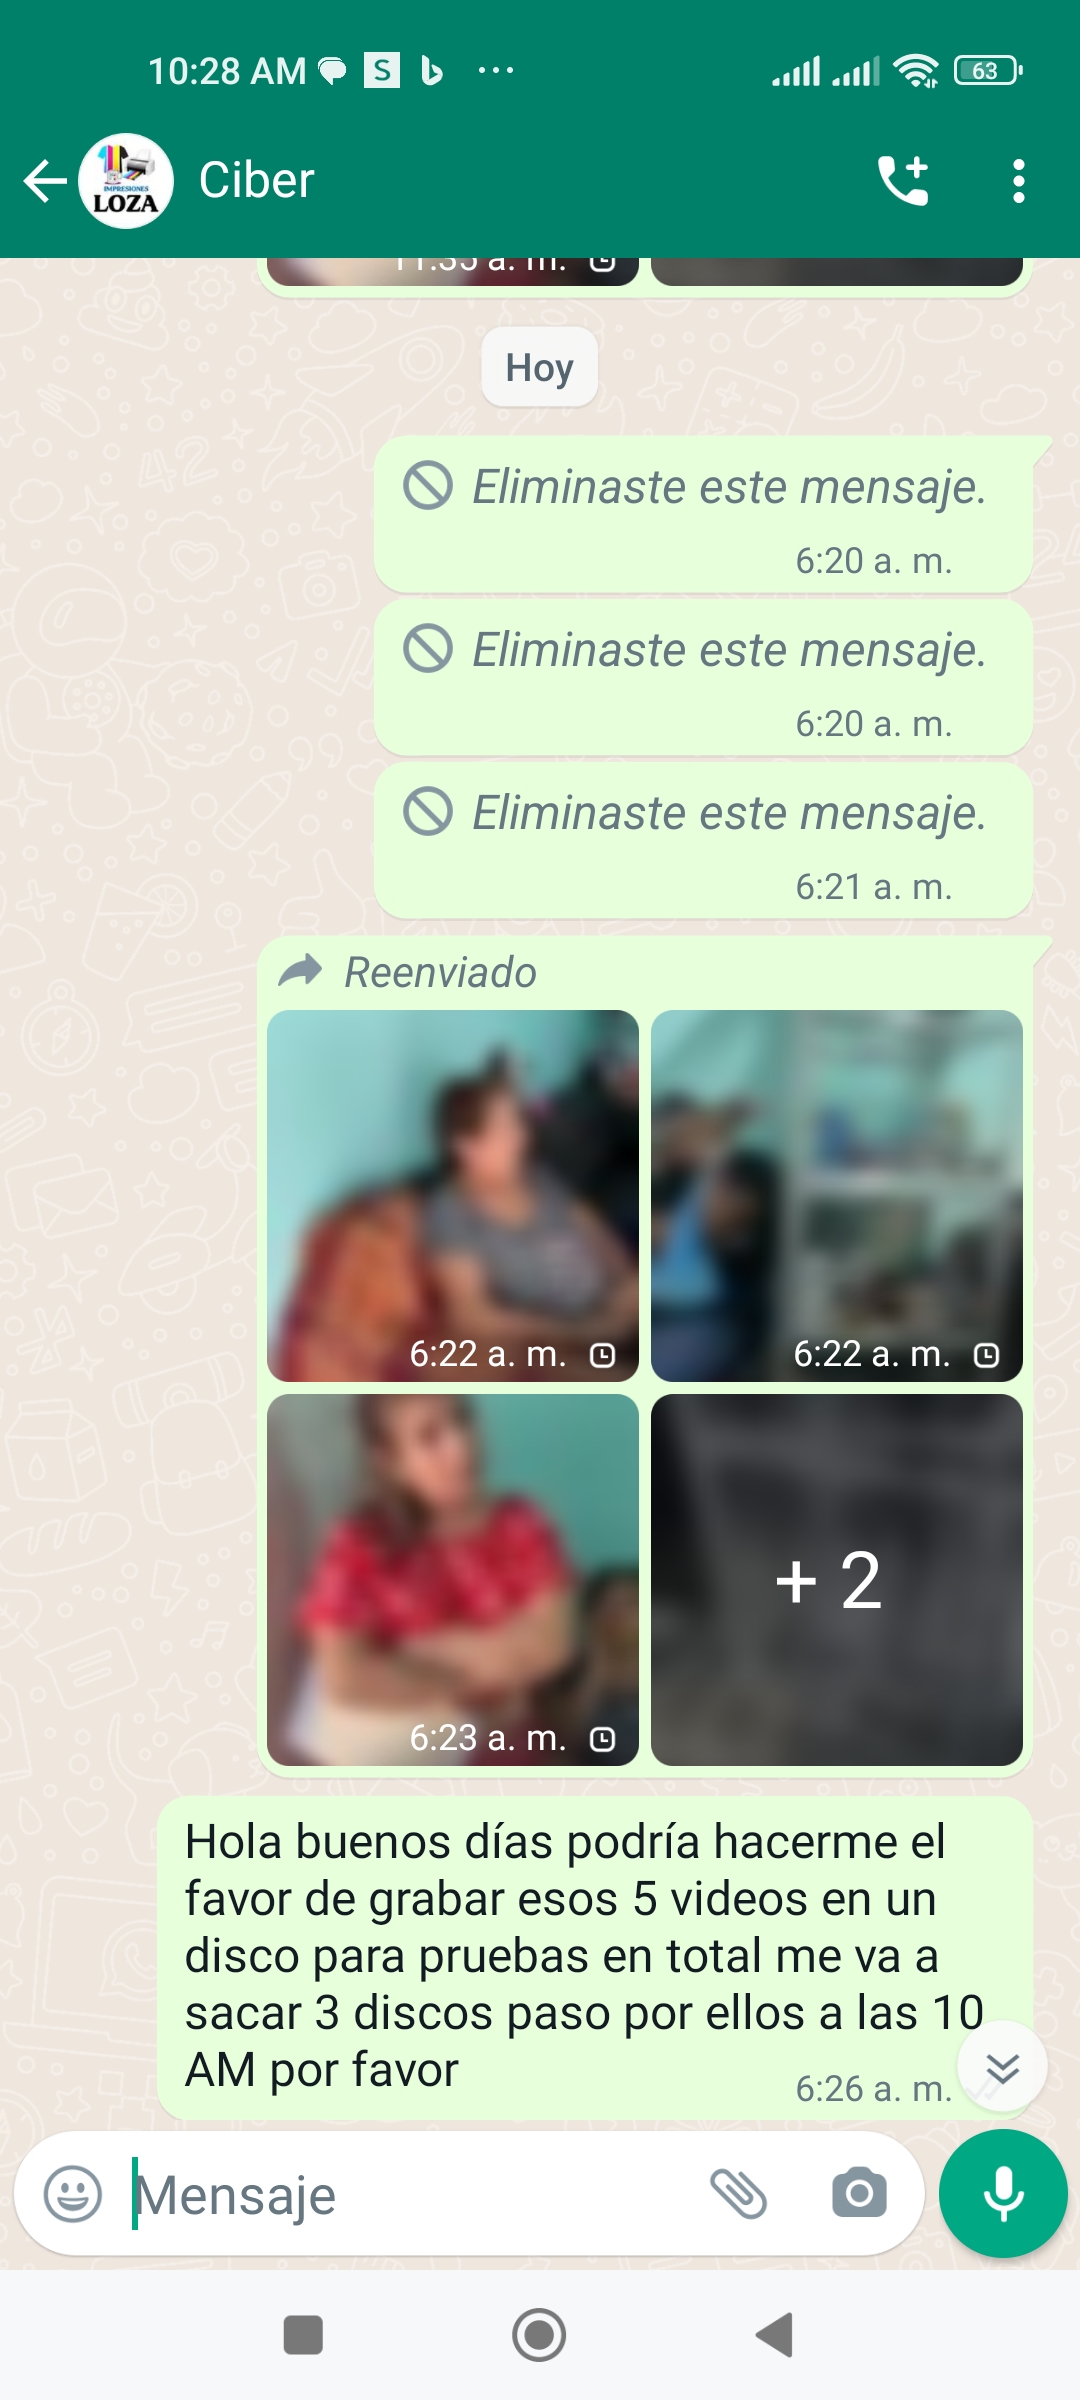 10:28 AM
63
IMPRESIONES
LOZA
Ciber
11:35 a. m.
Hoy
Eliminaste este mensaje.
6:20 a. m.
Eliminaste este mensaje.
6:20 a. m.
Eliminaste este mensaje.
6:21 a. m.
Reenviado
6:22 a. m.
6:22 a. m.
6:23 a. m.
+ 2
Hola buenos días podría hacerme el
favor de grabar esos 5 videos en un
disco para pruebas en total me va a
sacar 3 discos paso por ellos a las 10
AM por favor
6:26 a. m.
Mensaje